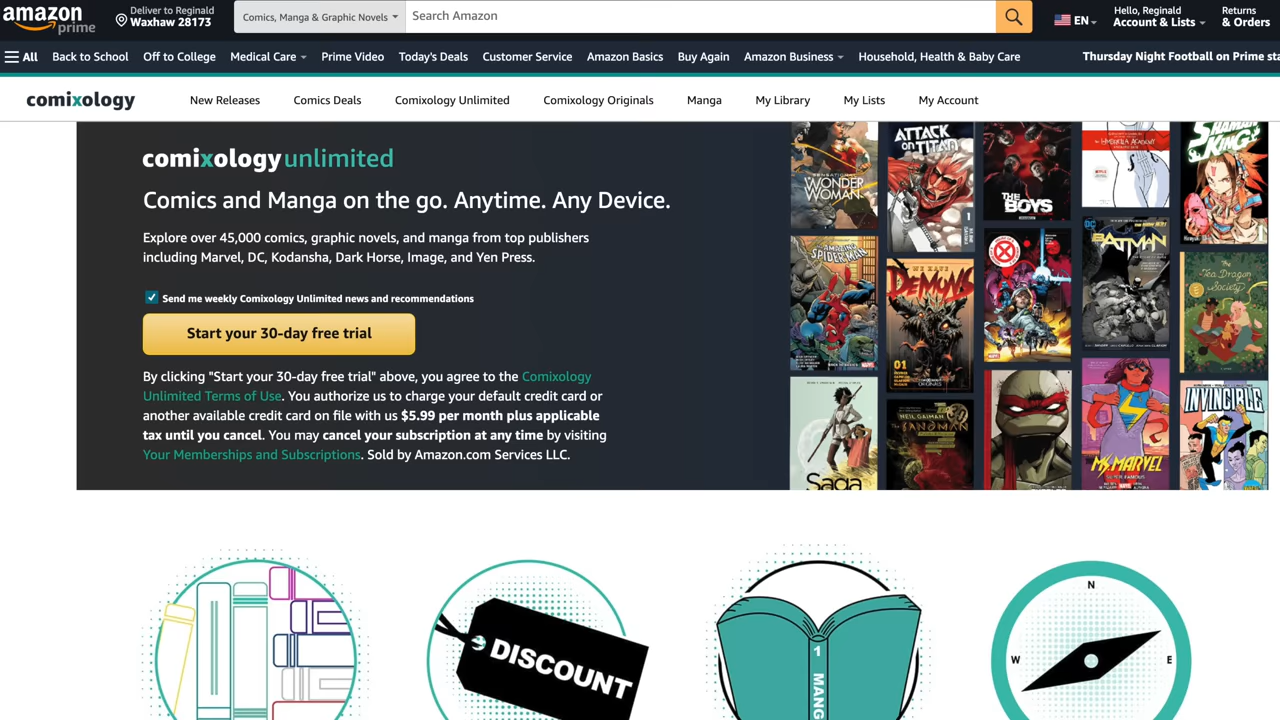 amazon
prime
Deliver to Reginald
Waxhaw 28173
Comics, Manga & Graphic Novels
Search Amazon
EN
Hello, Reginald
Account & Lists
Returns
& Orders
All
Back to School
Off to College
Medical Care
Prime Video
Today's Deals
Customer Service
Amazon Basics
Buy Again
Amazon Business
Household, Health & Baby Care
Thursday Night Football on Prime sta
comixology
New Releases
Comics Deals
Comixology Unlimited
Comixology Originals
Manga
My Library
My Lists
My Account
comixology unlimited
Comics and Manga on the go. Anytime. Any Device.
Explore over 45,000 comics, graphic novels, and manga from top publishers
including Marvel, DC, Kodansha, Dark Horse, Image, and Yen Press.
Send me weekly Comixology Unlimited news and recommendations
Start your 30-day free trial
By clicking "Start your 30-day free trial" above, you agree to the Comixology
Unlimited Terms of Use. You authorize us to charge your default credit card or
another available credit card on file with us $5.99 per month plus applicable
tax until you cancel. You may cancel your subscription at any time by visiting
Your Memberships and Subscriptions. Sold by Amazon.com Services LLC.
WONDER
WOMAN
ATTACK
ON TITAN
1
THE
BOYS
UMBRELLA ACADEMY
SHAMAN
KING
AMAZING
SPIDER-MAN
DEMONS
01
DC
BATMAN
The
Tea Dragon
Society
Saga
NEIL GAIMAN
THE SANDMAN
MS. MARVEL
INVINCIBLE
DISCOUNT
1
MANG
N
W
E